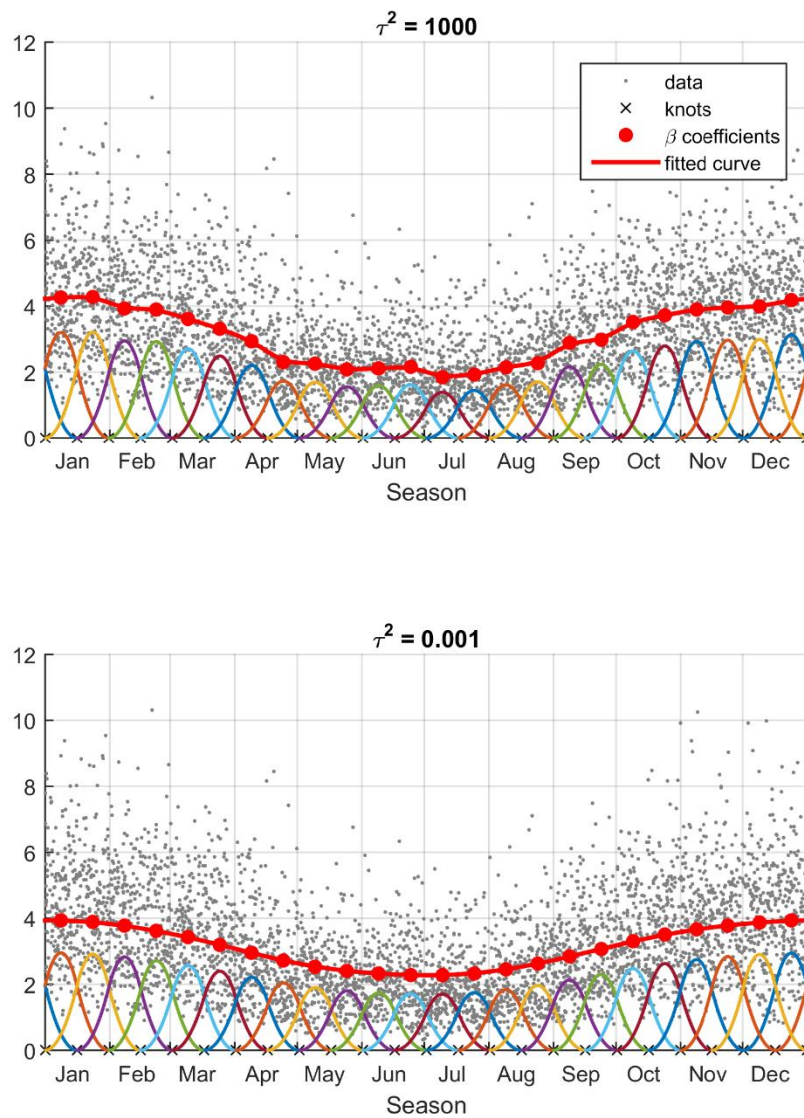 τ² = 1000
12
10
8
6
4
2
0
data
knots
β coefficients
fitted curve
Jan Feb Mar Apr May Jun Jul Aug Sep Oct Nov Dec
Season
τ² = 0.001
12
10
8
6
4
2
0
Jan Feb Mar Apr May Jun Jul Aug Sep Oct Nov Dec
Season